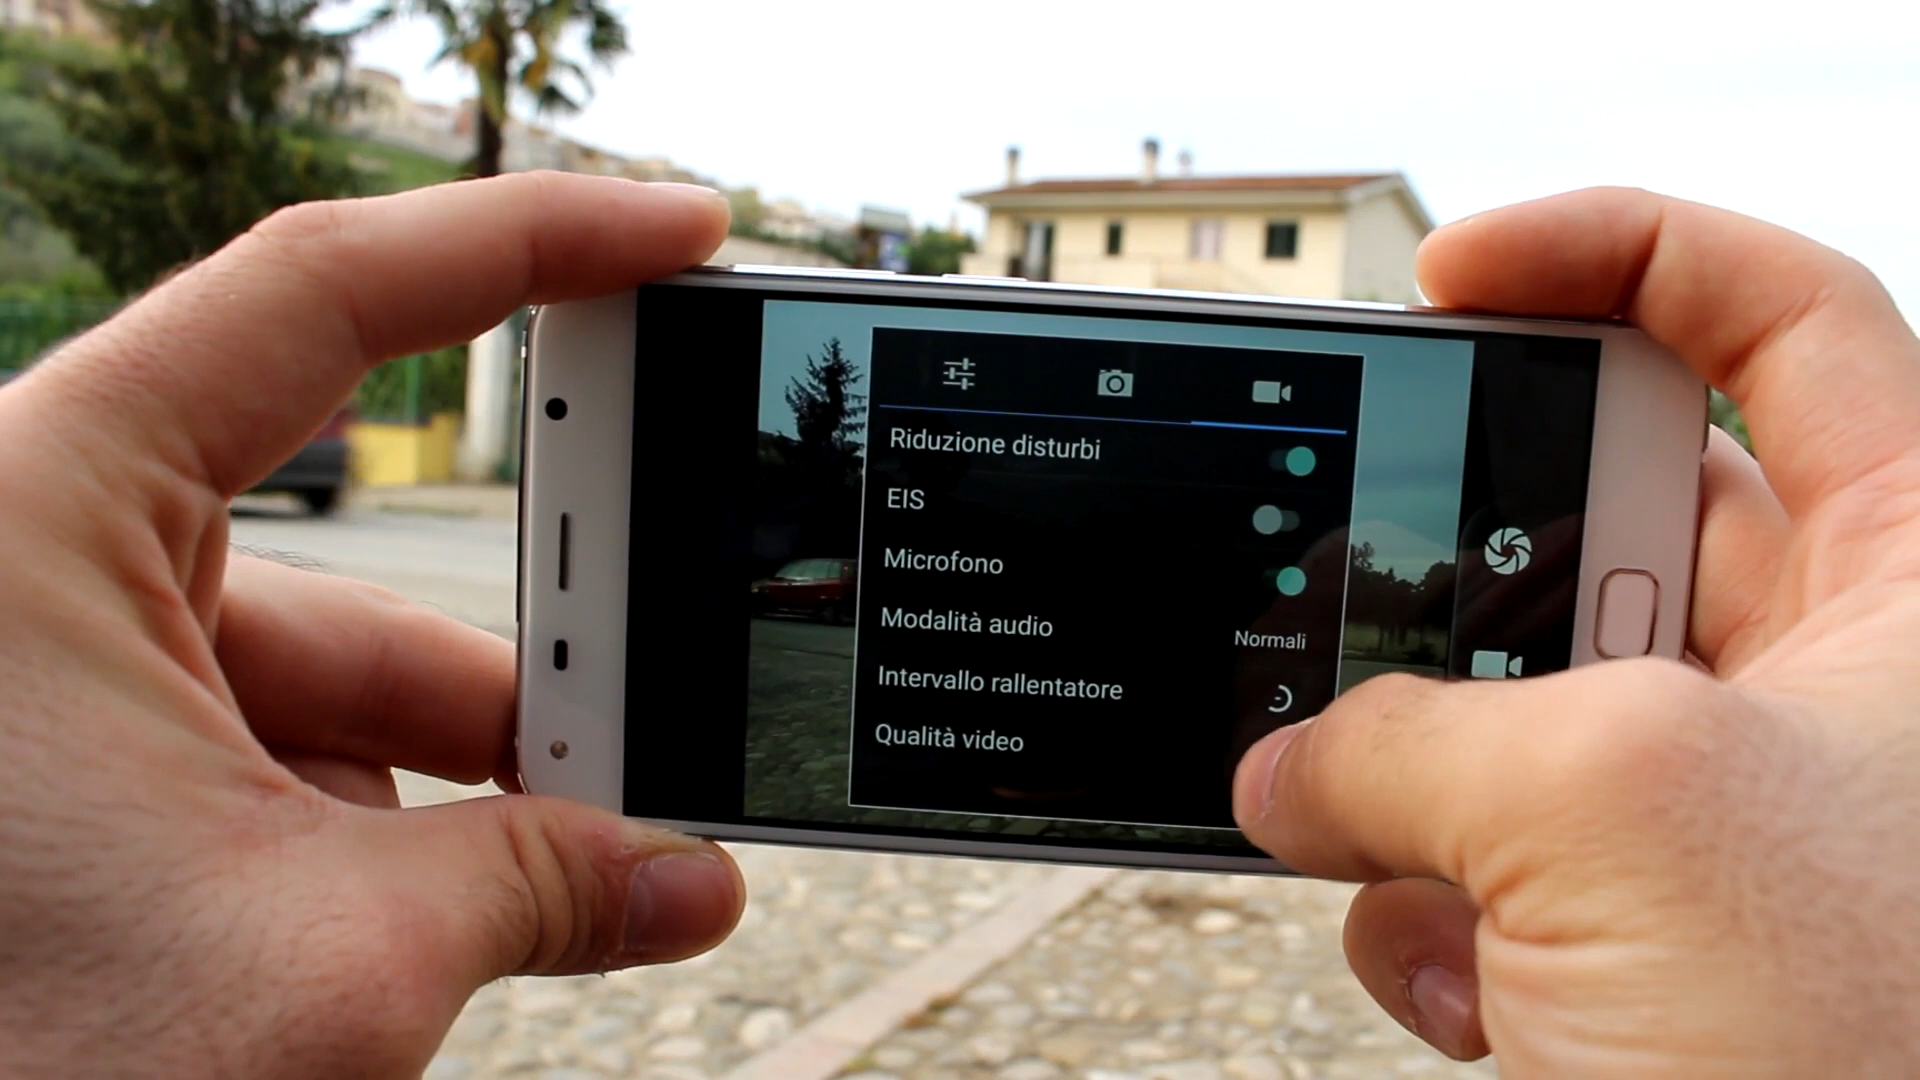 Riduzione disturbi
EIS
Microfono
Modalità audio Normali
Intervallo rallentatore
Qualità video